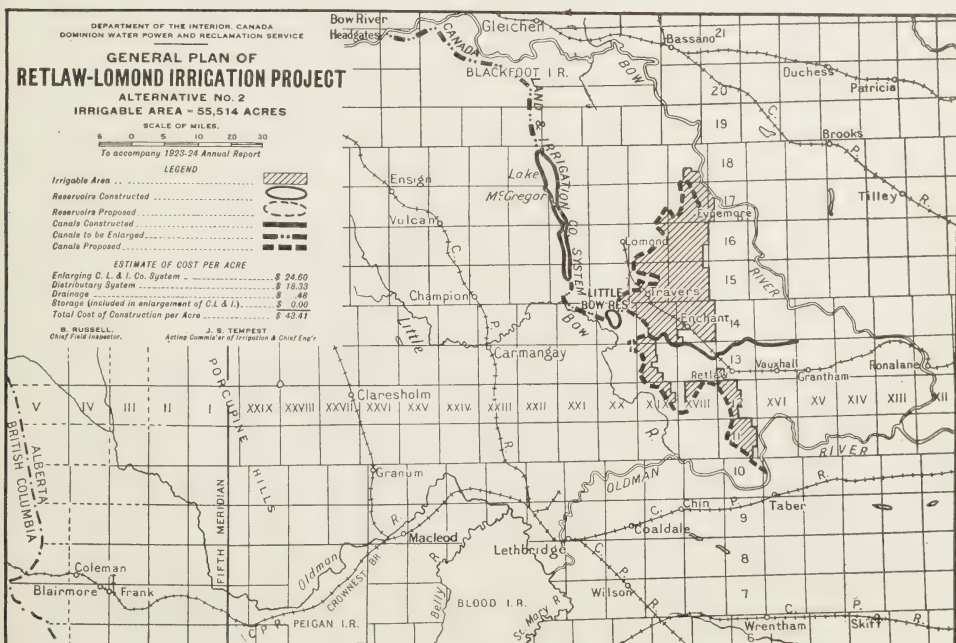 DEPARTMENT OF THE INTERIOR, CANADA
DOMINION WATER POWER AND RECLAMATION SERVICE
GENERAL PLAN OF
RETLAW-LOMOND IRRIGATION PROJECT
ALTERNATIVE NO. 2
IRRIGABLE AREA = 55,514 ACRES
SCALE OF MILES.
5 0 5 10 20 30
To accompany 1923-24 Annual Report
LEGEND
Irrigable Area
Reservoirs Constructed
Reservoirs Proposed
Canals Constructed
Canals to be Enlarged
Canals Proposed
ESTIMATE OF COST PER ACRE
Enlarging C. L. & I. Co. System $ 24.60
Distributary System $ 18.33
Drainage $ .48
Storage (included in enlargement of C.L & I.) $ 0.00
Total Cost of Construction per Acre $ 43.41
B. RUSSELL, J. S. TEMPEST
Chief Field Inspector. Acting Commis'er of Irrigation & Chief Eng'r
Bow River
Headgates
Gleichen
CANADA
LAND & IRRIGATION CO. SYSTEM
BLACKFOOT I.R.
BOW
RIVER
Bassano
21
Duchess
Patricia
20
C.
19
Brooks
P.
18
R.
Tilley
Ensign
Lake
McGregor
17
Eyremore
Vulcan
C.
Lomond
16
15
Champion
LITTLE
BOW RES.
Travers
Enchant
14
Little
BOW
P.
Carmangay
13
Vauxhall
Ronalane
Retlaw
Grantham
PORCUPINE
HILLS
Claresholm
V IV III II I XXIX XXVIII XXVII XXVI XXV XXIV XXIII XXII XXI XX XIX XVIII XVI XV XIV XIII XII
11
R.
R.
RIVER
ALBERTA
BRITISH COLUMBIA
FIFTH MERIDIAN
Granum
OLDMAN
10
C. P. R.
Chin
Taber
9
Coaldale
Macleod
R.
Lethbridge
8
Oldman
CROWNEST BR
C.P.R.
Coleman
Blairmore
Frank
PEIGAN I.R.
Belly
R.
BLOOD I.R.
St. Mary R
C.
P.
R.
Wilson
7
C. P. R.
Wrentham
Skiff
6